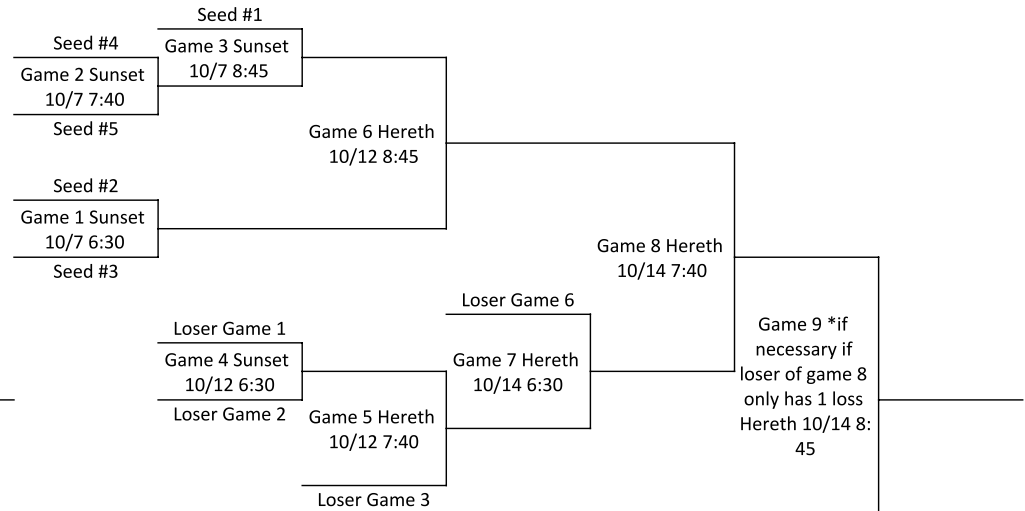 Seed #1
Seed #4
Game 3 Sunset
10/7 8:45
Game 2 Sunset
10/7 7:40
Seed #5
Game 6 Hereth
10/12 8:45
Seed #2
Game 1 Sunset
10/7 6:30
Seed #3
Game 8 Hereth
10/14 7:40
Loser Game 6
Loser Game 1
Game 4 Sunset
10/12 6:30
Loser Game 2
Game 7 Hereth
10/14 6:30
Game 5 Hereth
10/12 7:40
Loser Game 3
Game 9 *if
necessary if
loser of game 8
only has 1 loss
Hereth 10/14 8:
45